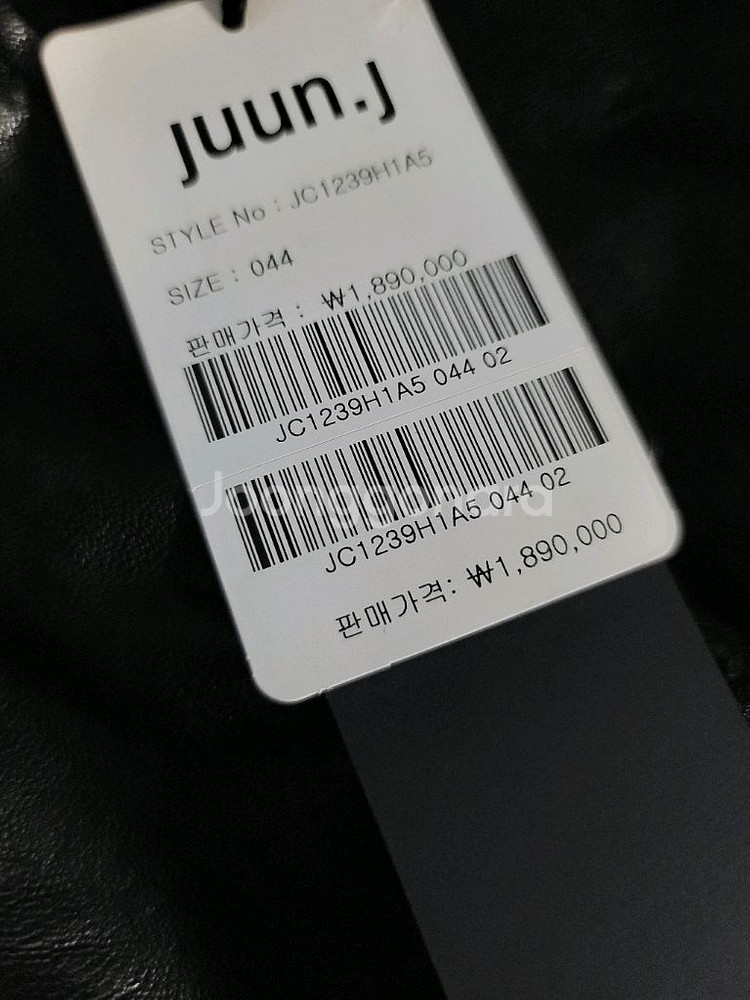 juun.j
STYLE No : JC1239H1A5
SIZE : 044
판매가격 : ₩1,890,000
JC1239H1A5 044 02
JC1239H1A5 044 02
판매가격: ₩1,890,000
Joonggonara